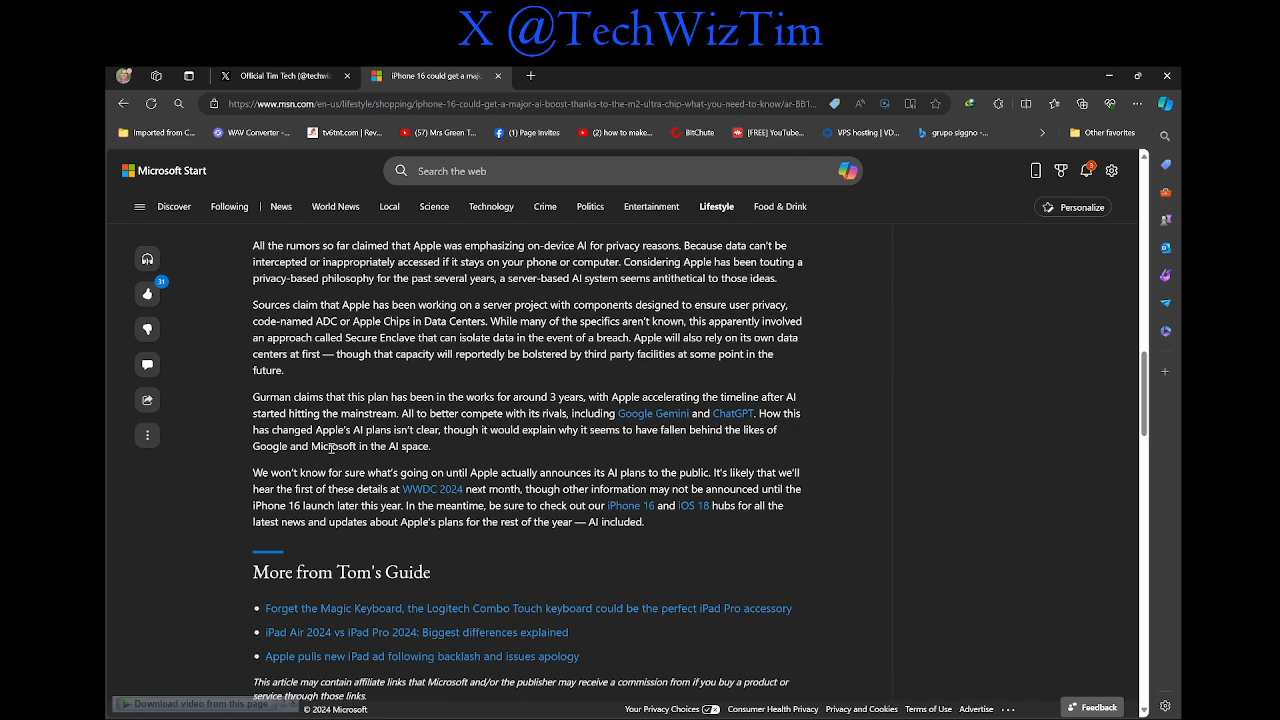 X @TechWizTim
Official Tim Tech (@techwi
iPhone 16 could get a majo
https://www.msn.com/en-us/lifestyle/shopping/iphone-16-could-get-a-major-ai-boost-thanks-to-the-m2-ultra-chip-what-you-need-to-know/ar-BB1...
Imported from C...
WAV Converter -...
tv6tnt.com | Rev...
(57) Mrs Green T...
(1) Page Invites
(2) how to make...
BitChute
[FREE] YouTube...
VPS hosting | VD...
grupo siggno -...
Other favorites
Microsoft Start
Search the web
3
Discover
Following
News
World News
Local
Science
Technology
Crime
Politics
Entertainment
Lifestyle
Food & Drink
Personalize
31
All the rumors so far claimed that Apple was emphasizing on-device AI for privacy reasons. Because data can't be
intercepted or inappropriately accessed if it stays on your phone or computer. Considering Apple has been touting a
privacy-based philosophy for the past several years, a server-based AI system seems antithetical to those ideas.
Sources claim that Apple has been working on a server project with components designed to ensure user privacy,
code-named ADC or Apple Chips in Data Centers. While many of the specifics aren't known, this apparently involved
an approach called Secure Enclave that can isolate data in the event of a breach. Apple will also rely on its own data
centers at first — though that capacity will reportedly be bolstered by third party facilities at some point in the
future.
Gurman claims that this plan has been in the works for around 3 years, with Apple accelerating the timeline after AI
started hitting the mainstream. All to better compete with its rivals, including Google Gemini and ChatGPT. How this
has changed Apple's AI plans isn't clear, though it would explain why it seems to have fallen behind the likes of
Google and Microsoft in the AI space.
We won't know for sure what's going on until Apple actually announces its AI plans to the public. It's likely that we'll
hear the first of these details at WWDC 2024 next month, though other information may not be announced until the
iPhone 16 launch later this year. In the meantime, be sure to check out our iPhone 16 and iOS 18 hubs for all the
latest news and updates about Apple's plans for the rest of the year — AI included.
More from Tom's Guide
Forget the Magic Keyboard, the Logitech Combo Touch keyboard could be the perfect iPad Pro accessory
iPad Air 2024 vs iPad Pro 2024: Biggest differences explained
Apple pulls new iPad ad following backlash and issues apology
This article may contain affiliate links that Microsoft and/or the publisher may receive a commission from if you buy a product or
service through those links.
Download video from this page
© 2024 Microsoft
Your Privacy Choices
Consumer Health Privacy
Privacy and Cookies
Terms of Use
Advertise
Feedback